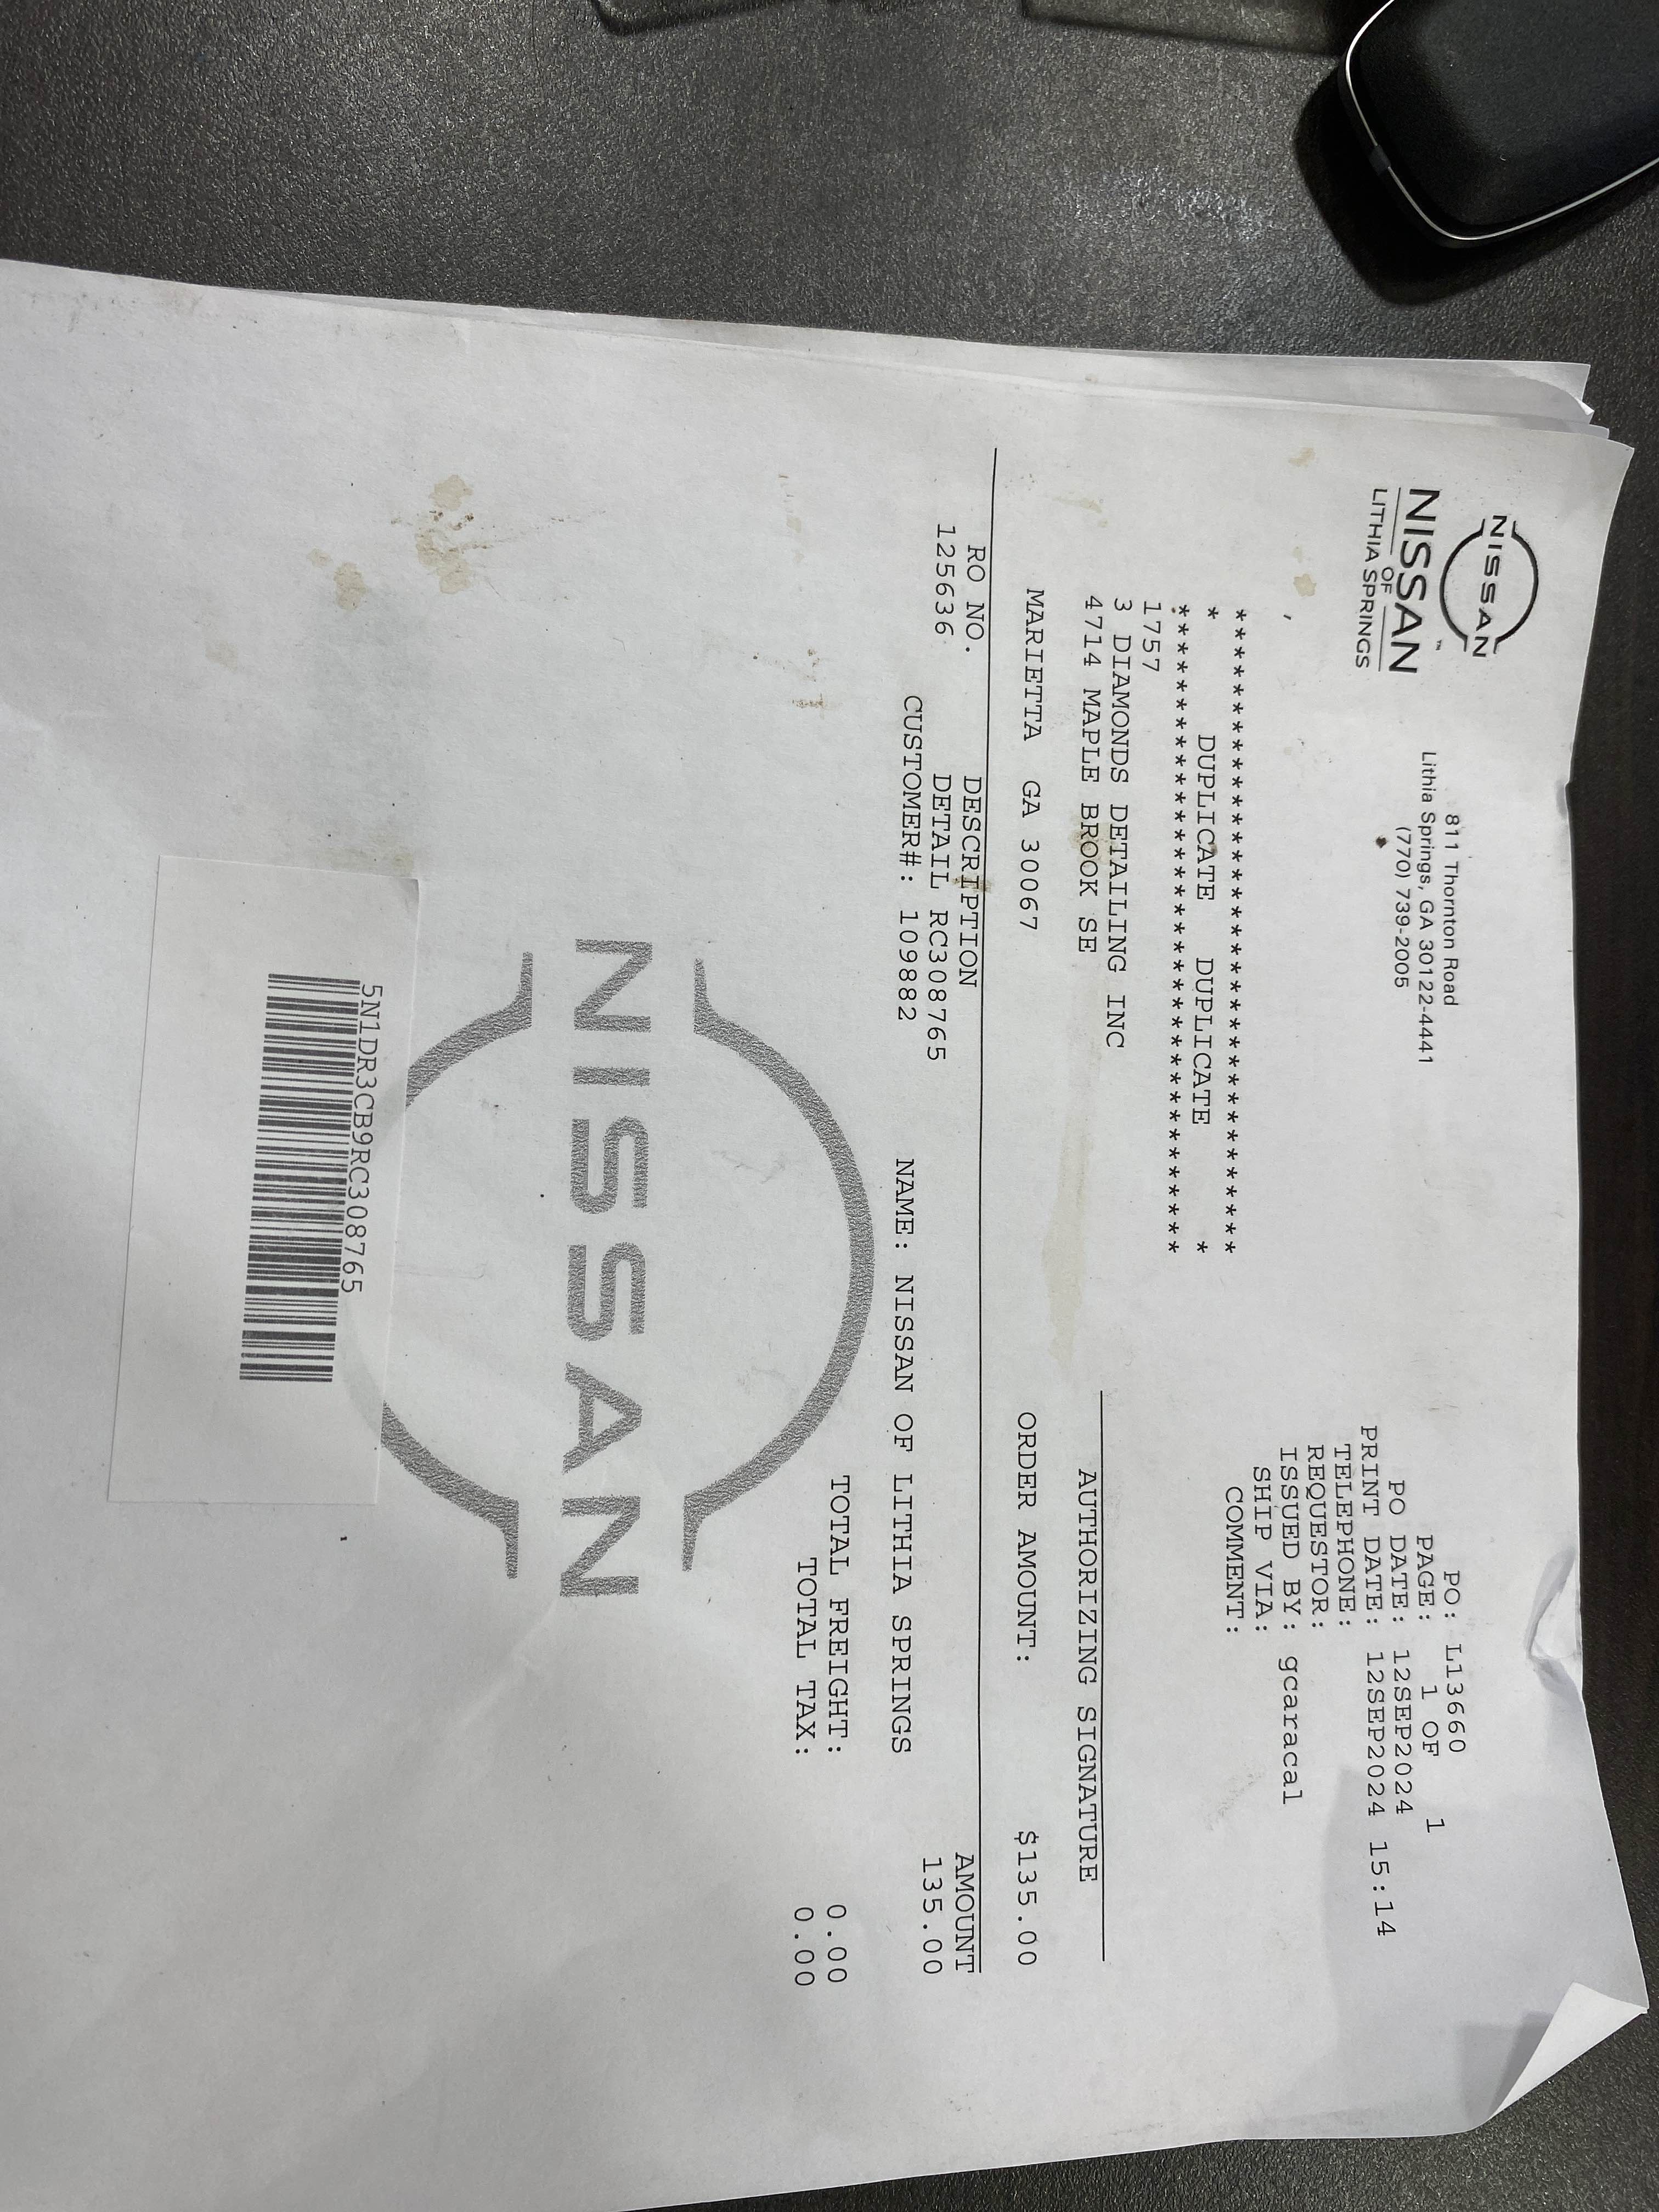 NISSAN
NISSAN™
OF
LITHIA SPRINGS
811 Thornton Road
Lithia Springs, GA 30122-4441
(770) 739-2005
PO: L13660
PAGE: 1 OF 1
PO DATE: 12SEP2024
PRINT DATE: 12SEP2024 15:14
TELEPHONE:
REQUESTOR:
ISSUED BY: gcaracal
SHIP VIA:
COMMENT:
,
****************************************
* DUPLICATE DUPLICATE *
****************************************
1757
3 DIAMONDS DETAILING INC
4714 MAPLE BROOK SE
MARIETTA GA 30067
AUTHORIZING SIGNATURE
ORDER AMOUNT: $135.00
RO NO. DESCRIPTION AMOUNT
125636 DETAIL RC308765 135.00
CUSTOMER#: 109882 NAME: NISSAN OF LITHIA SPRINGS
TOTAL FREIGHT: 0.00
TOTAL TAX: 0.00
NISSAN
5N1DR3CB9RC308765